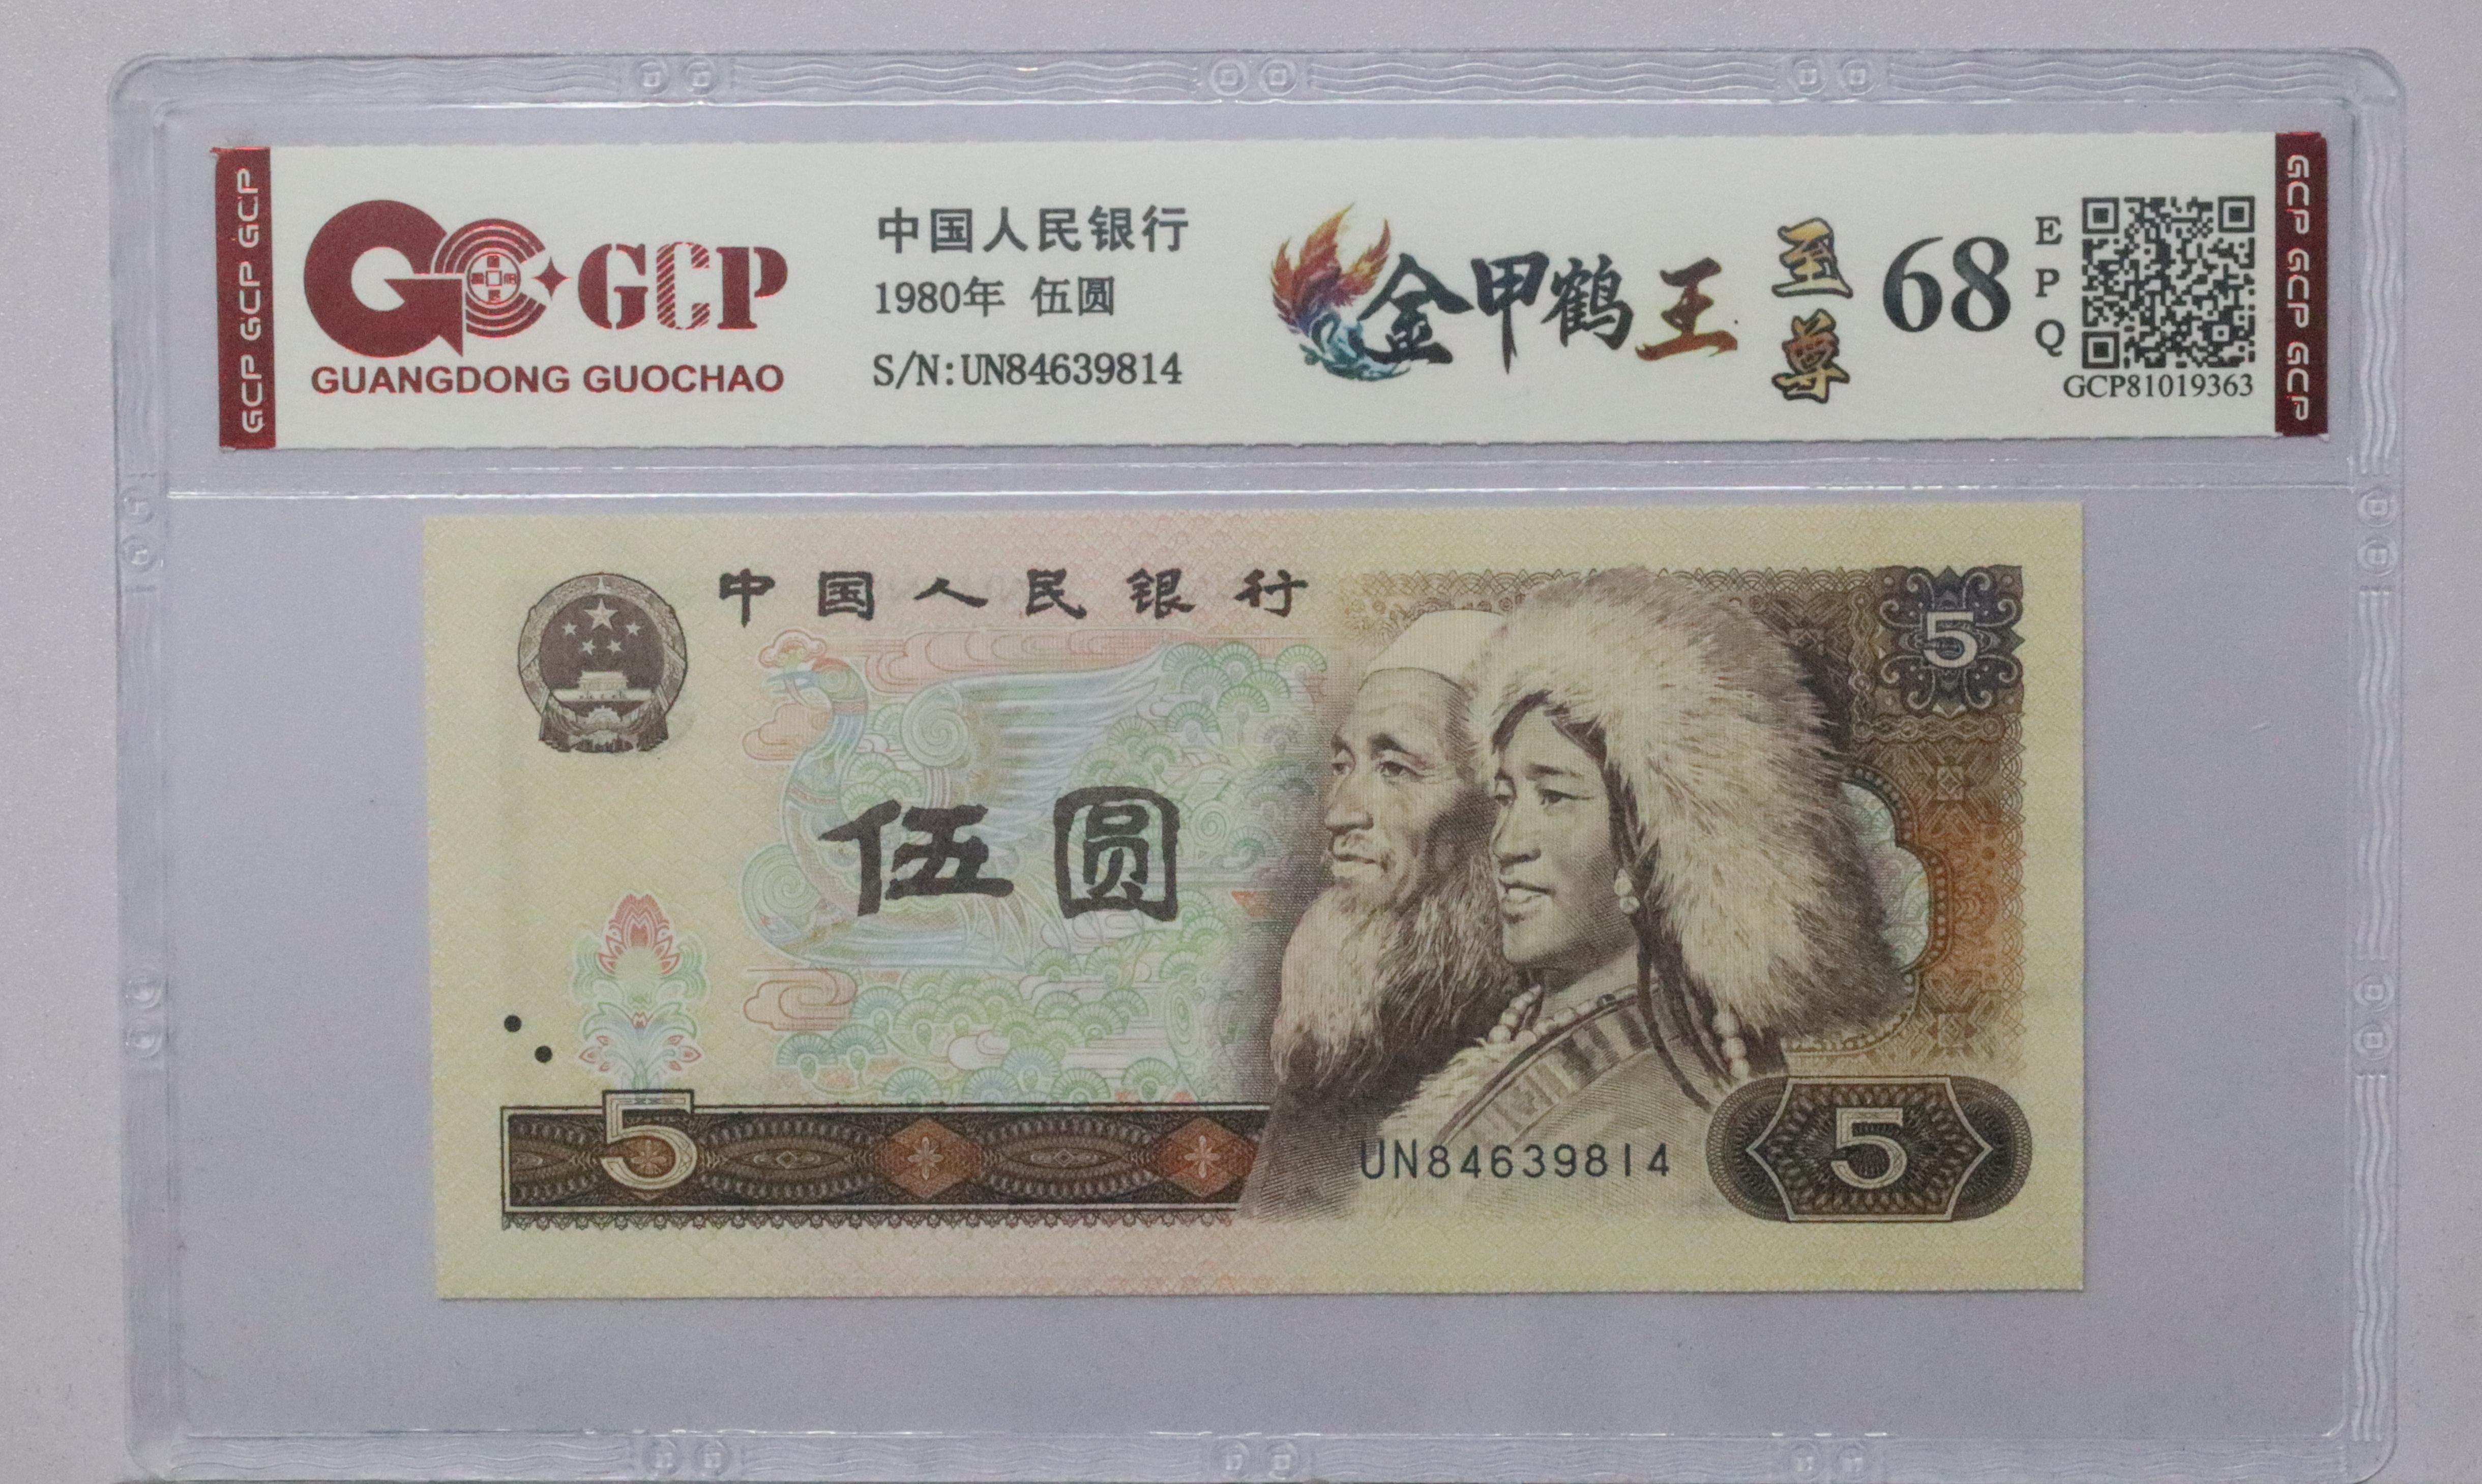 GCP GCP GCP GCP
GCP
GUANGDONG GUOCHAO
中国人民银行
1980年 伍圆
S/N:UN84639814
金甲鹤王
至尊
68
EPQ
GCP81019363
GCP GCP GCP GCP
中国人民银行
5
伍圆
5
UN84639814
5